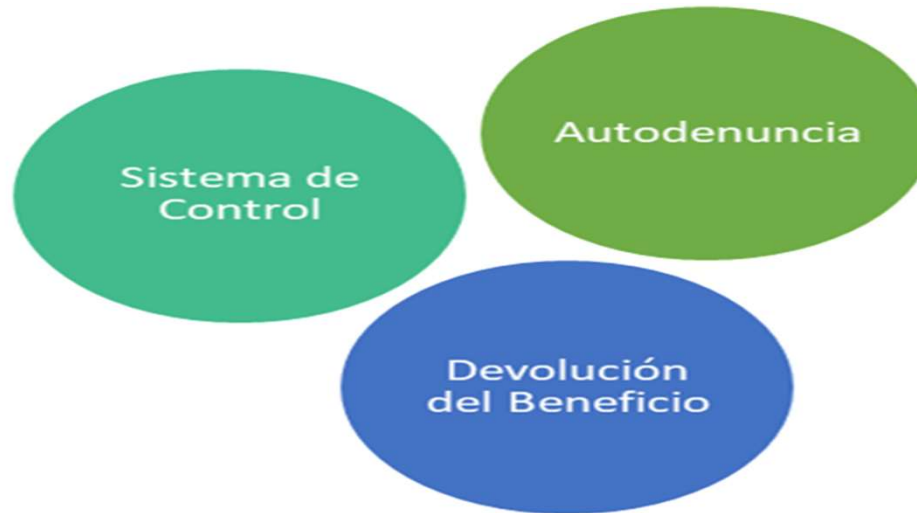 Autodenuncia
Sistema de
Control
Devolución
del Beneficio